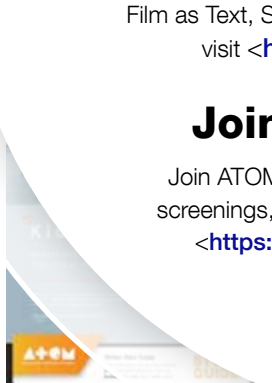 Film as Text, S
visit <h
Join
Join ATOM
screenings,
<https:
ATOM